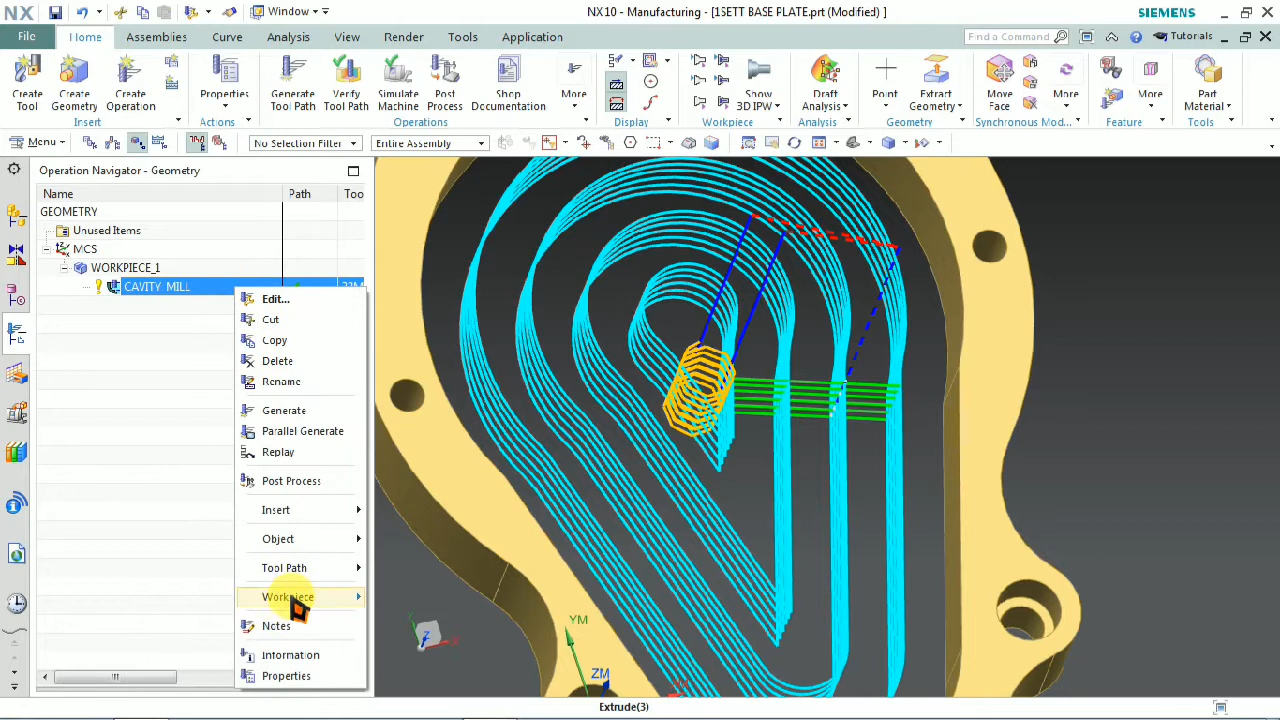 NX
Window
NX10 - Manufacturing - [1SETT BASE PLATE.prt (Modified) ]
SIEMENS
File
Home
Assemblies
Curve
Analysis
View
Render
Tools
Application
Find a Command
Tutorials
Create Tool
Create Geometry
Create Operation
Properties
Generate Tool Path
Verify Tool Path
Simulate Machine
Post Process
Shop Documentation
More
Show 3D IPW
Draft Analysis
Point
Extract Geometry
Move Face
More
More
Part Material
Insert
Actions
Operations
Display
Workpiece
Analysis
Geometry
Synchronous Mod...
Feature
Tools
Menu
No Selection Filter
Entire Assembly
Operation Navigator - Geometry
Name
Path
Too
GEOMETRY
Unused Items
MCS
WORKPIECE_1
CAVITY_MILL
Edit...
Cut
Copy
Delete
Rename
Generate
Parallel Generate
Replay
Post Process
Insert
Object
Tool Path
Workpiece
Notes
Information
Properties
Z
YM
ZM
Extrude(3)